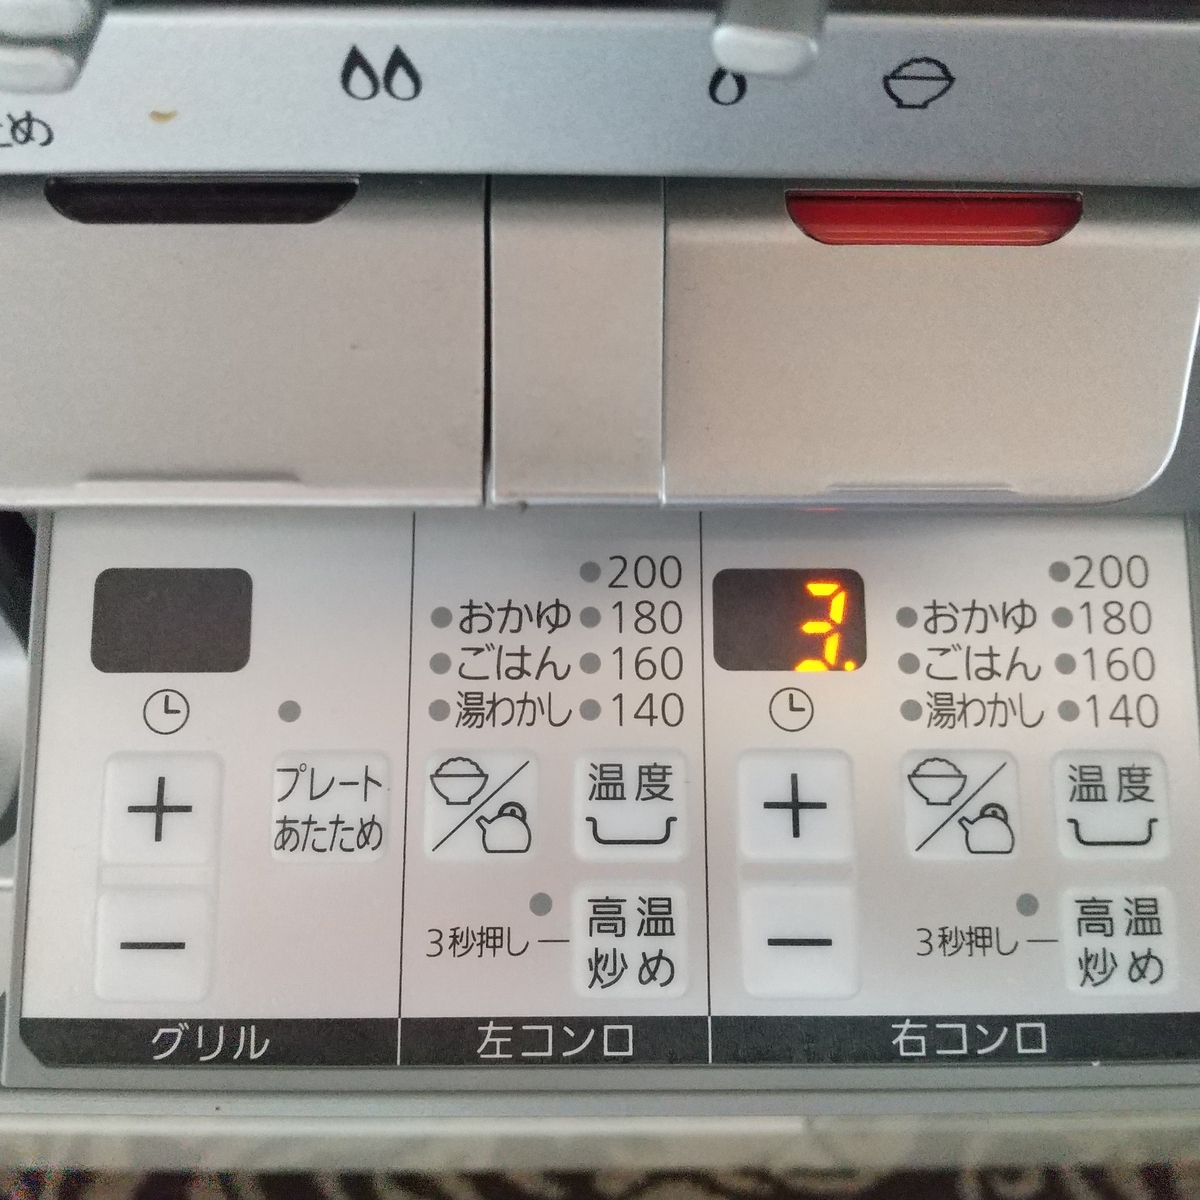 止め
グリル
プレート
あたため
+
−
200
おかゆ 180
ごはん 160
湯わかし 140
温度
3秒押し
高温
炒め
左コンロ
200
おかゆ 180
ごはん 160
湯わかし 140
+
−
温度
3秒押し
高温
炒め
右コンロ